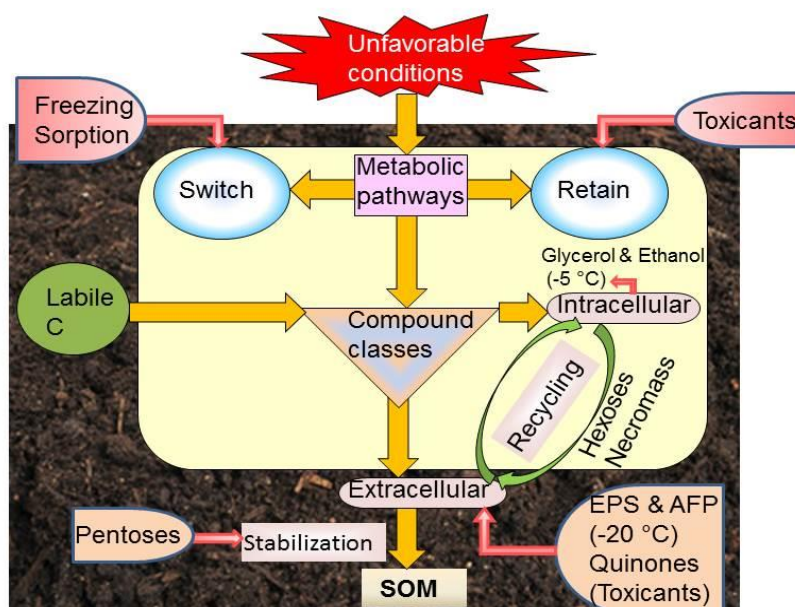 Unfavorable
conditions
Freezing
Sorption
Toxicants
Switch
Metabolic
pathways
Retain
Glycerol & Ethanol
(-5 °C)
Labile
C
Compound
classes
Intracellular
Recycling
Hexoses
Necromass
Extracellular
Pentoses
Stabilization
EPS & AFP
(-20 °C)
Quinones
(Toxicants)
SOM